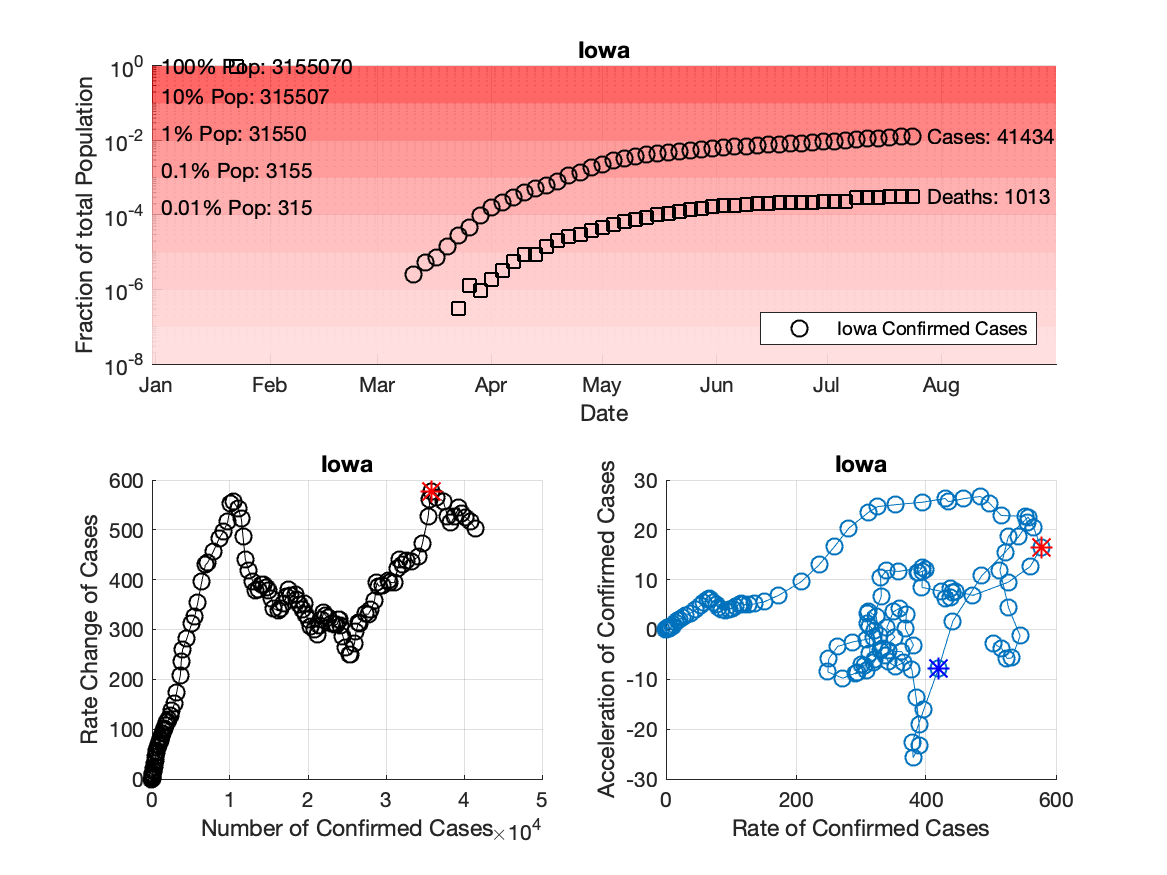 Iowa
10^0
10^-2
10^-4
10^-6
10^-8
Fraction of total Population
100% Pop: 3155070
10% Pop: 315507
1% Pop: 31550
0.1% Pop: 3155
0.01% Pop: 315
Cases: 41434
Deaths: 1013
Iowa Confirmed Cases
Jan Feb Mar Apr May Jun Jul Aug
Date
Iowa
600
500
400
300
200
100
0
Rate Change of Cases
0 1 2 3 4 5
Number of Confirmed Cases ×10^4
Iowa
30
20
10
0
-10
-20
-30
Acceleration of Confirmed Cases
0 200 400 600
Rate of Confirmed Cases